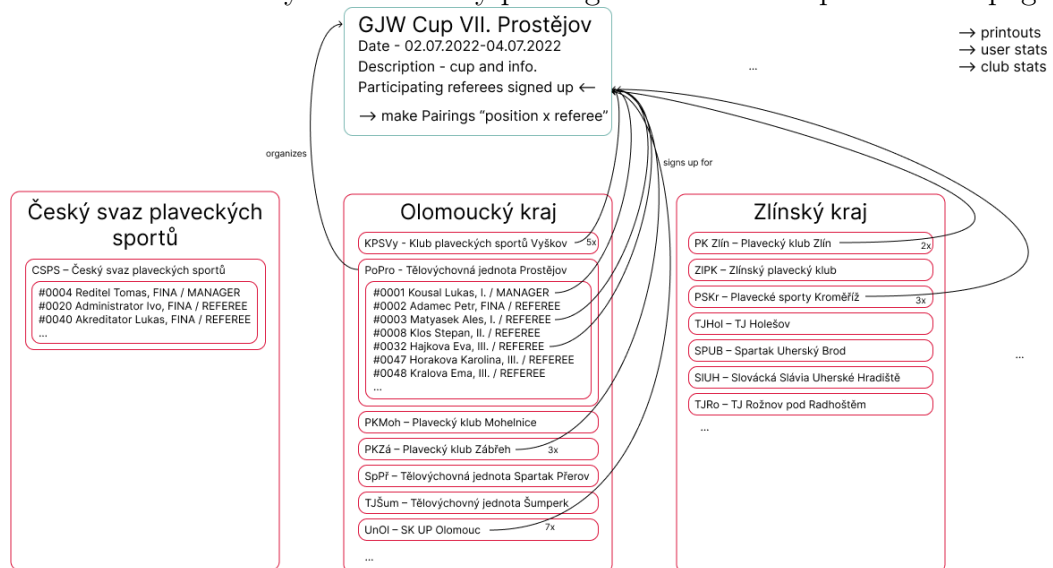 GJW Cup VII. Prostějov
Date - 02.07.2022-04.07.2022
Description - cup and info.
Participating referees signed up ←
→ make Pairings "position x referee"
→ printouts
→ user stats
→ club stats
...
organizes
signs up for
Český svaz plaveckých
sportů
CSPS – Český svaz plaveckých sportů
#0004 Reditel Tomas, FINA / MANAGER
#0020 Administrator Ivo, FINA / REFEREE
#0040 Akreditator Lukas, FINA / REFEREE
...
Olomoucký kraj
KPSVy - Klub plaveckých sportů Vyškov 5x
PoPro - Tělovýchovná jednota Prostějov
#0001 Kousal Lukas, I. / MANAGER
#0002 Adamec Petr, FINA / REFEREE
#0003 Matyasek Ales, I. / REFEREE
#0008 Klos Stepan, II. / REFEREE
#0032 Hajkova Eva, III. / REFEREE
#0047 Horakova Karolina, III. / REFEREE
#0048 Kralova Ema, III. / REFEREE
...
PKMoh – Plavecký klub Mohelnice
PKZá – Plavecký klub Zábřeh 3x
SpPř – Tělovýchovná jednota Spartak Přerov
TJŠum – Tělovýchovný jednota Šumperk
UnOl – SK UP Olomouc 7x
...
Zlínský kraj
PK Zlín – Plavecký klub Zlín 2x
ZlPK – Zlínský plavecký klub
PSKr – Plavecké sporty Kroměříž 3x
TJHol – TJ Holešov
SPUB – Spartak Uherský Brod
SlUH – Slovácká Slávia Uherské Hradiště
TJRo – TJ Rožnov pod Radhoštěm
...
...